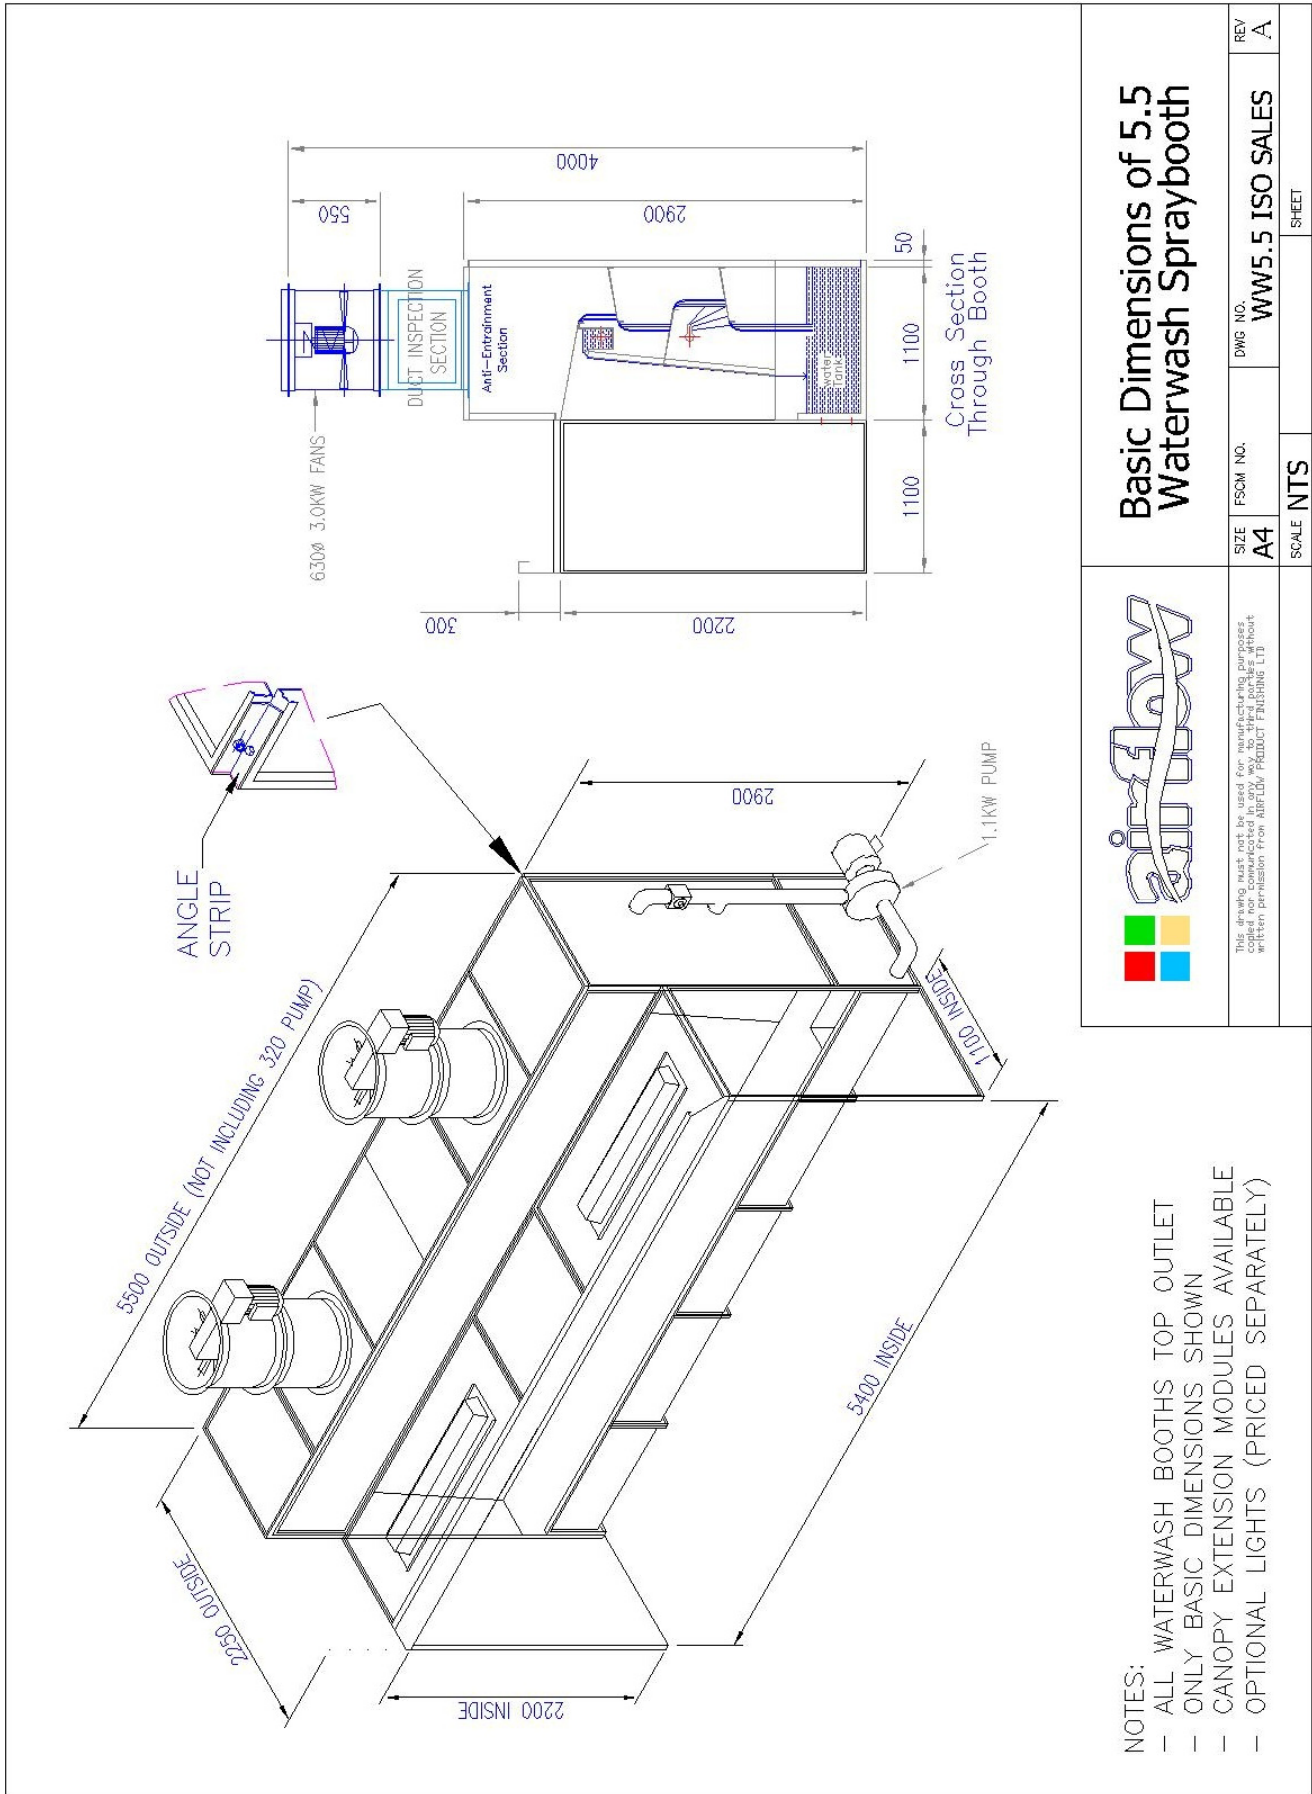 ANGLE
STRIP
5500 OUTSIDE (NOT INCLUDING 320 PUMP)
2250 OUTSIDE
2200 INSIDE
5400 INSIDE
1100 INSIDE
2900
1.1KW PUMP
630Ø 3.0KW FANS
DUCT INSPECTION
SECTION
Anti-Entrainment
Section
water
Tank
550
4000
2900
300
2200
1100
1100
50
Cross Section
Through Booth
NOTES:
- ALL WATERWASH BOOTHS TOP OUTLET
- ONLY BASIC DIMENSIONS SHOWN
- CANOPY EXTENSION MODULES AVAILABLE
- OPTIONAL LIGHTS (PRICED SEPARATELY)
airflow
This drawing must not be used for manufacturing purposes
copied nor communicated in any way to third parties without
written permission from AIRFLOW PRODUCT FINISHING LTD
Basic Dimensions of 5.5
Waterwash Spraybooth
SIZE
A4
FSCM NO.
DWG NO.
WW5.5 ISO SALES
REV
A
SCALE NTS
SHEET